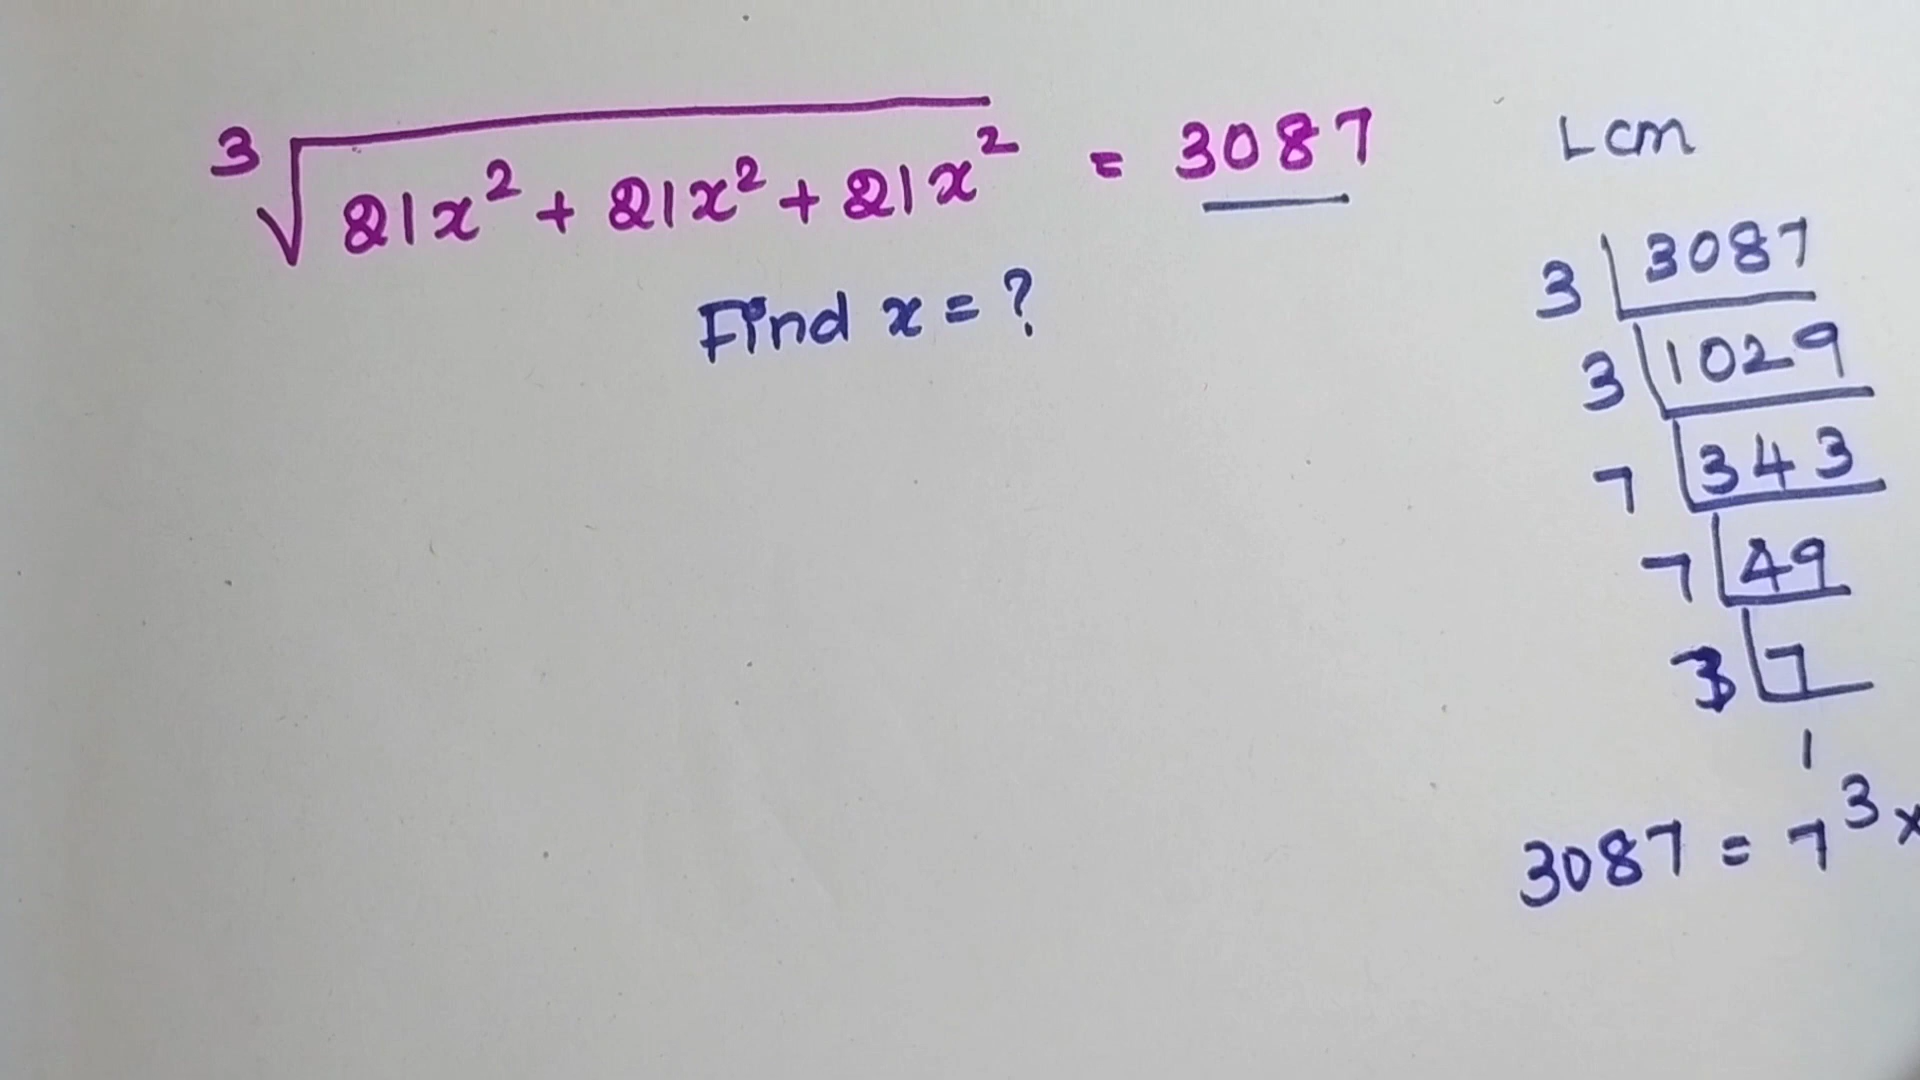 ∛(21x² + 21x² + 21x²) = 3087
Find x = ?
Lcm
3 | 3087
3 | 1029
7 | 343
7 | 49
3 | 7
1
3087 = 7³ ×